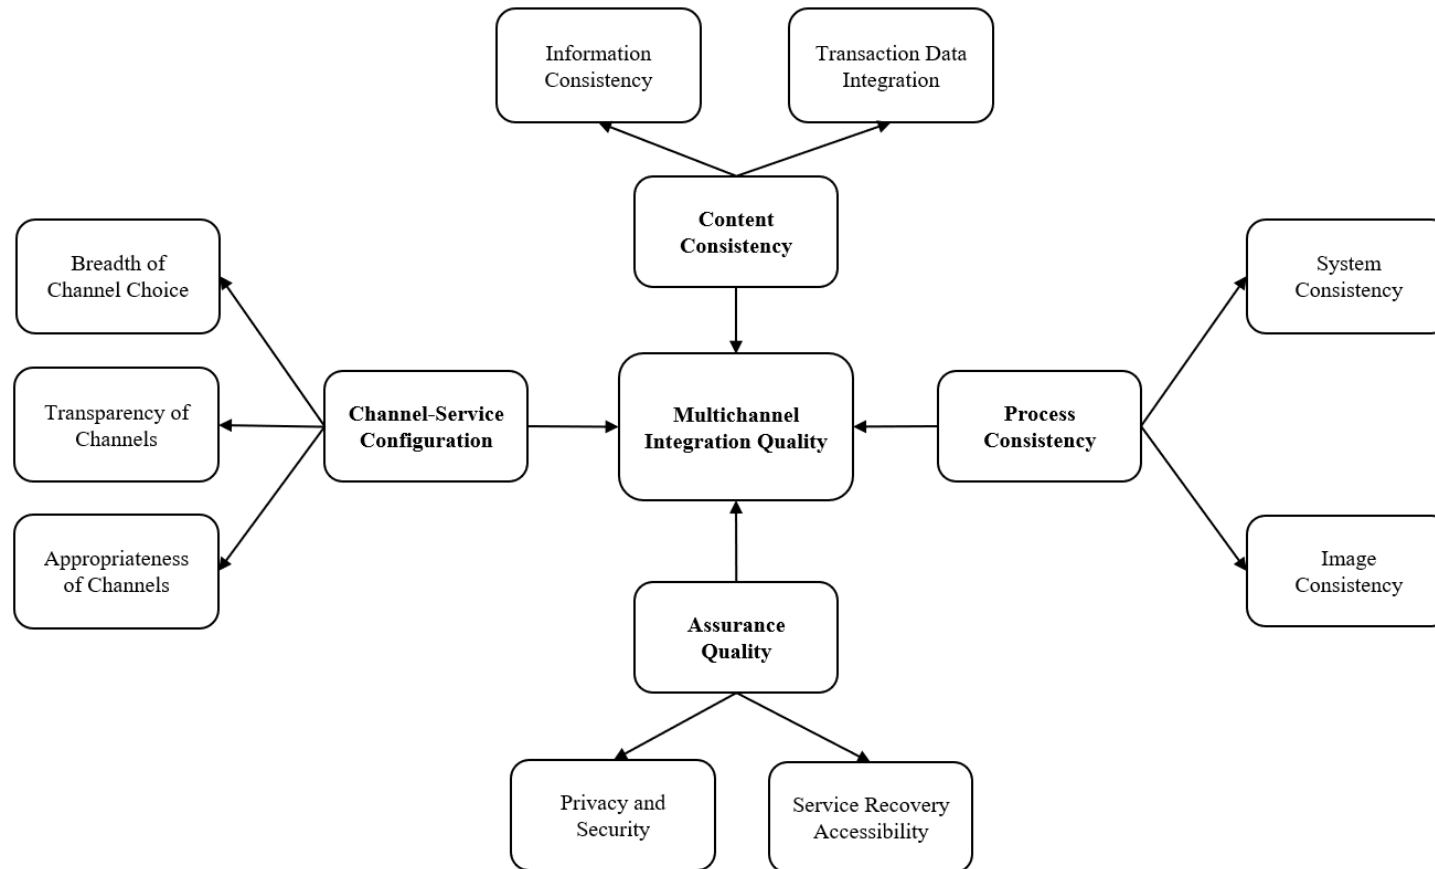 Information
Consistency
Transaction Data
Integration
Content
Consistency
Breadth of
Channel Choice
System
Consistency
Transparency of
Channels
Channel-Service
Configuration
Multichannel
Integration Quality
Process
Consistency
Appropriateness
of Channels
Image
Consistency
Assurance
Quality
Privacy and
Security
Service Recovery
Accessibility